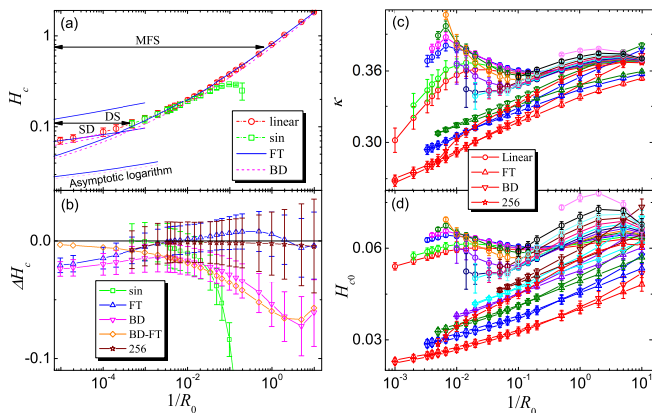 (a)
MFS
1
H_c
DS
SD
0.1
linear
sin
FT
BD
Asymptotic logarithm
(b)
0.0
ΔH_c
sin
FT
BD
BD-FT
256
-0.1
10^-4
10^-2
10^0
1/R_0
(c)
0.36
κ
0.30
Linear
FT
BD
256
(d)
0.06
H_c0
0.03
10^-3
10^-2
10^-1
10^0
10^1
1/R_0